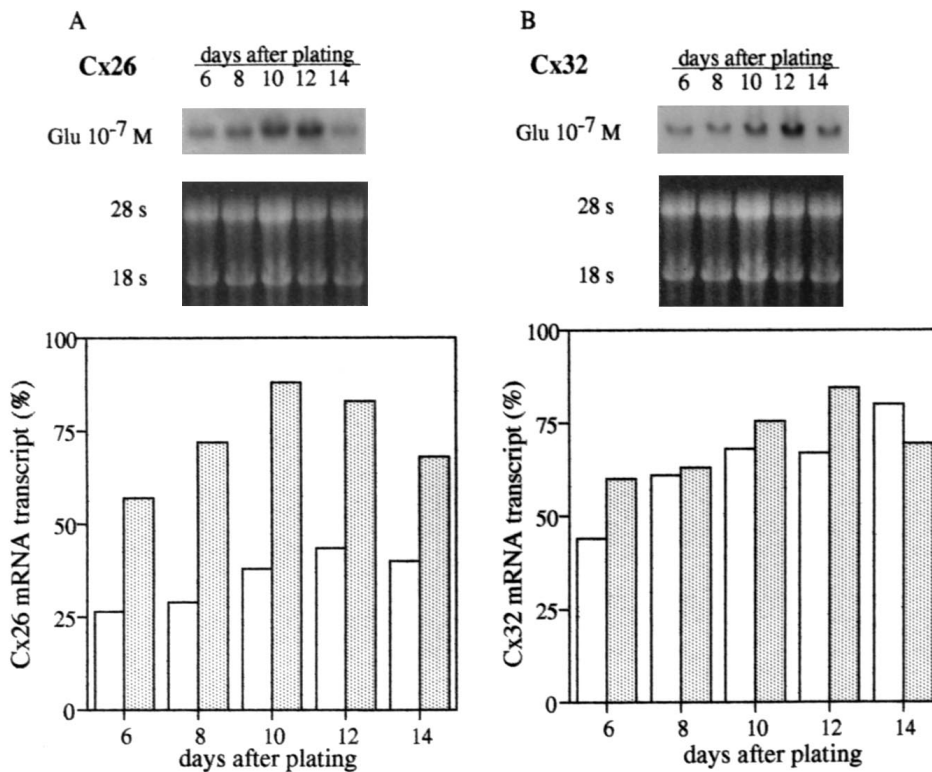 A
Cx26
days after plating
6 8 10 12 14
Glu 10⁻⁷ M
28 s
18 s
100
75
50
25
0
Cx26 mRNA transcript (%)
6 8 10 12 14
days after plating
B
Cx32
days after plating
6 8 10 12 14
Glu 10⁻⁷ M
28 s
18 s
100
75
50
25
0
Cx32 mRNA transcript (%)
6 8 10 12 14
days after plating